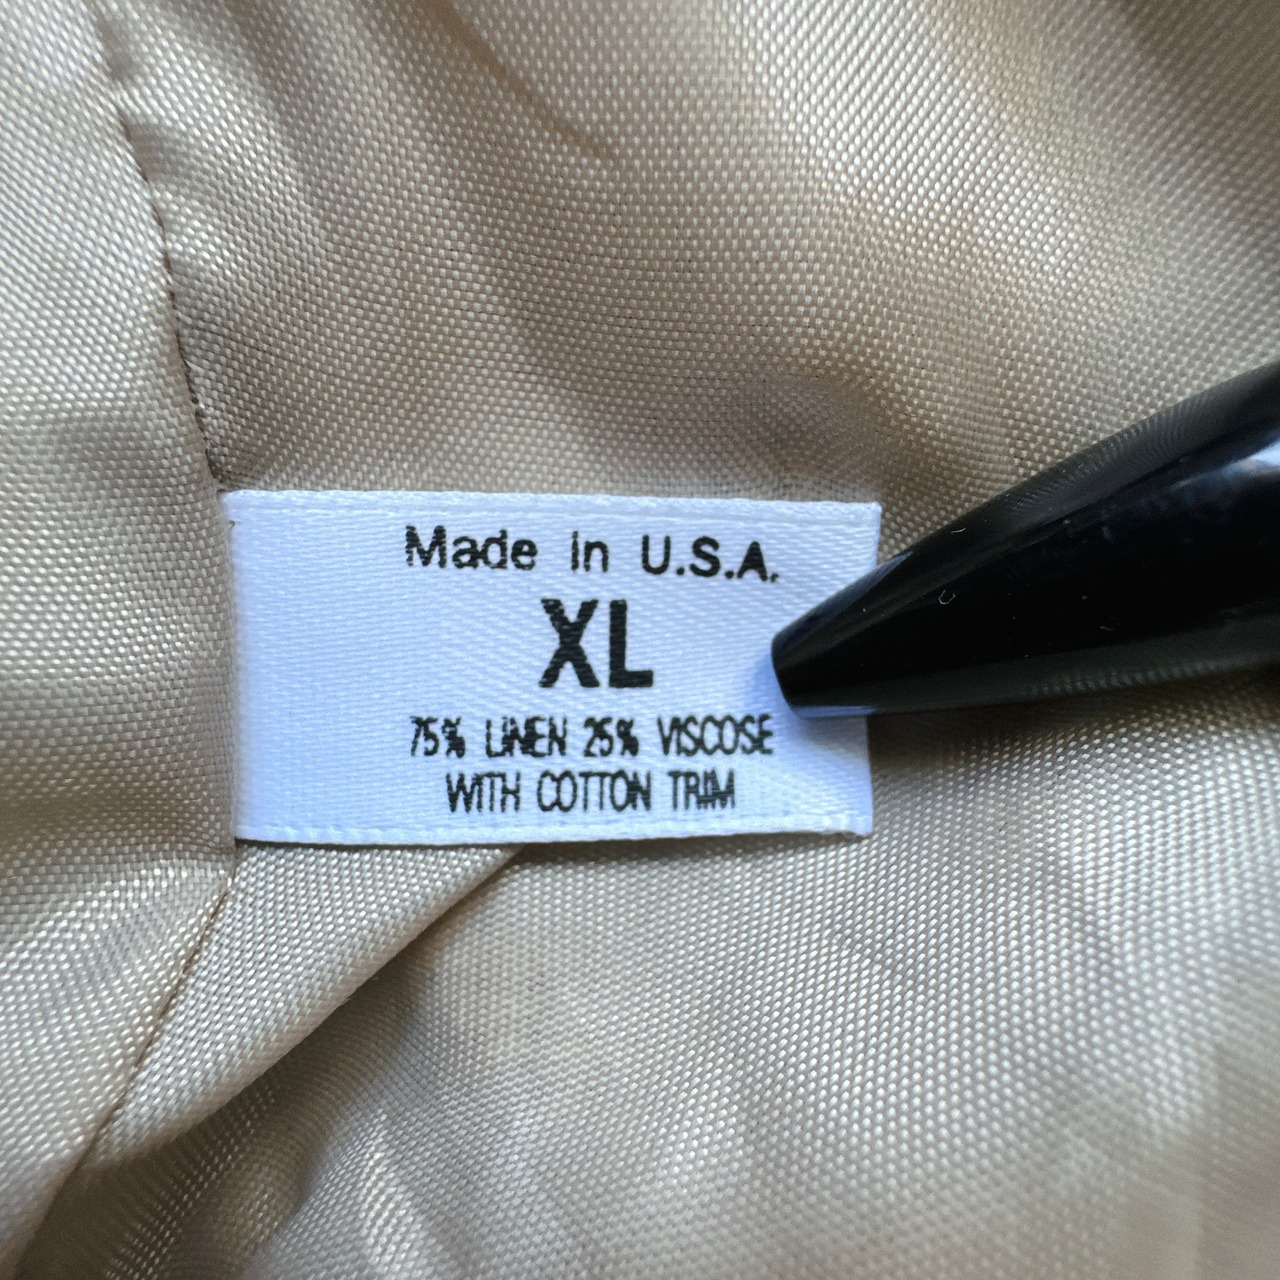 Made in U.S.A.
XL
75% LINEN 25% VISCOSE
WITH COTTON TRIM